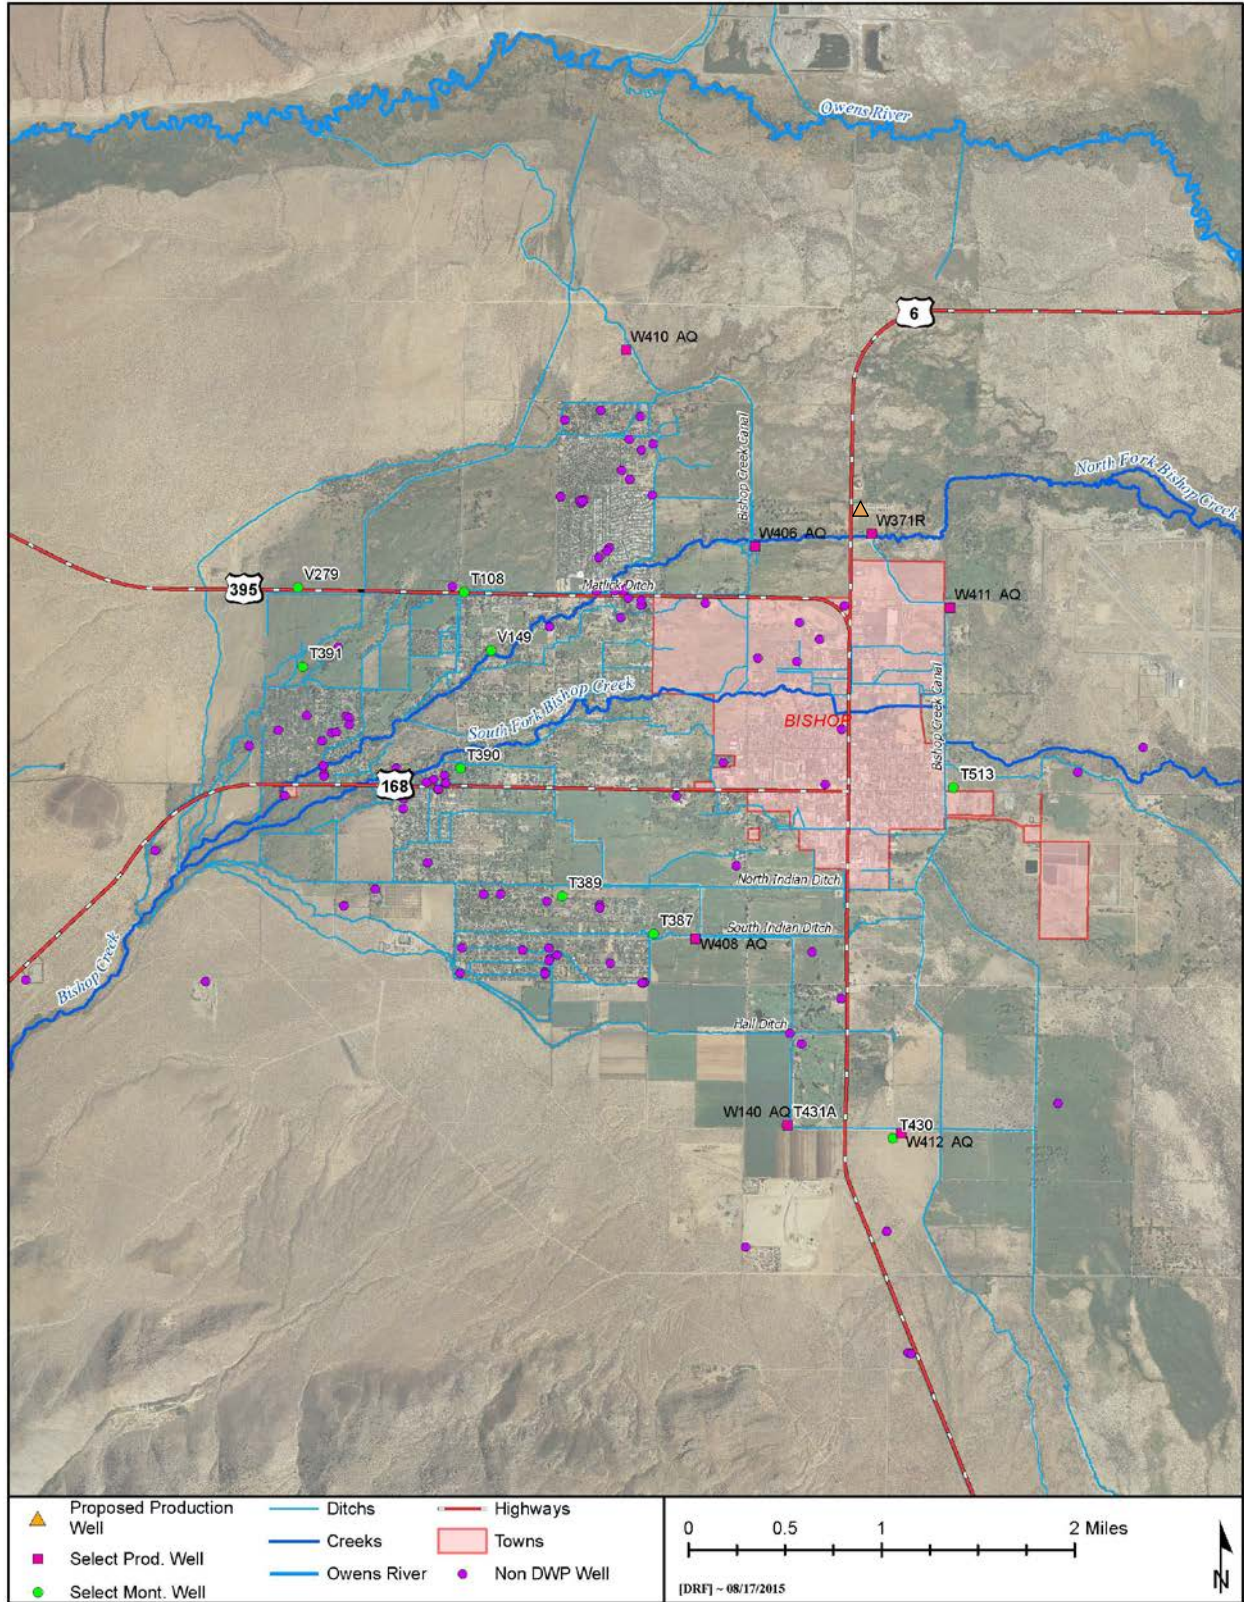 Owens River
6
W410 AQ
Bishop Creek Canal
North Fork Bishop Creek
W371R
W406 AQ
V279
T108
Matlick Ditch
395
W411 AQ
V149
T391
South Fork Bishop Creek
BISHOP
Bishop Creek Canal
T390
168
T513
T389
North Indian Ditch
T387
South Indian Ditch
W408 AQ
Bishop Creek
Hall Ditch
W140 AQ T431A
T430
W412 AQ
Proposed Production
Well
Select Prod. Well
Select Mont. Well
Ditchs
Creeks
Owens River
Highways
Towns
Non DWP Well
0 0.5 1 2 Miles
[DRF] ~ 08/17/2015
N